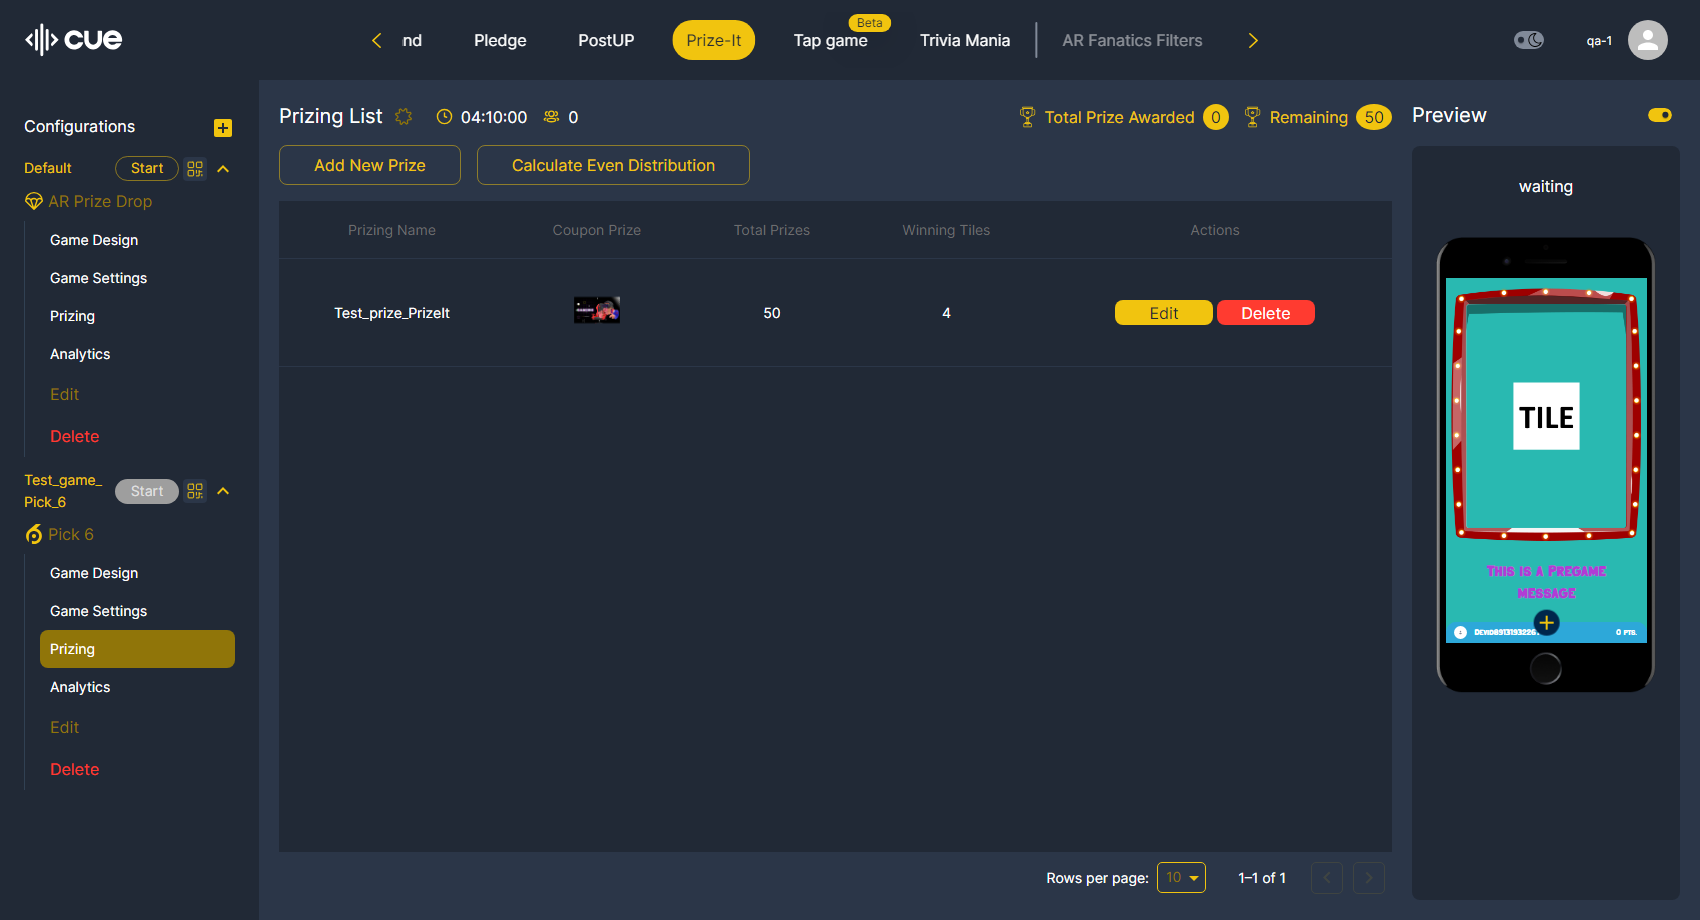 cue
nd
Pledge
PostUP
Prize-It
Beta
Tap game
Trivia Mania
AR Fanatics Filters
qa-1
Configurations
Default
Start
AR Prize Drop
Game Design
Game Settings
Prizing
Analytics
Edit
Delete
Test_game_
Pick_6
Start
Pick 6
Game Design
Game Settings
Prizing
Analytics
Edit
Delete
Prizing List
04:10:00
0
Total Prize Awarded 0
Remaining 50
Add New Prize
Calculate Even Distribution
Prizing Name
Coupon Prize
Total Prizes
Winning Tiles
Actions
Test_prize_PrizeIt
50
4
Edit
Delete
Rows per page: 10
1–1 of 1
Preview
waiting
TILE
THIS IS A PREGAME
MESSAGE
0 PTS.